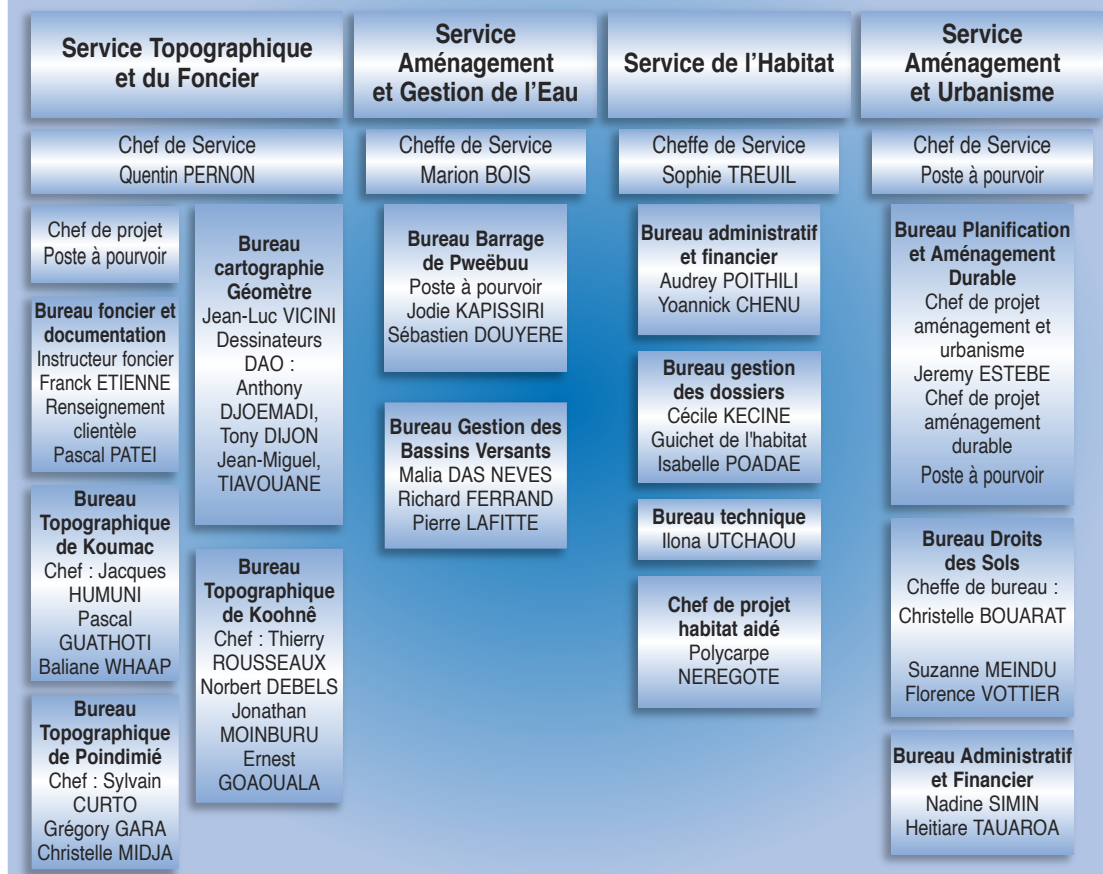 Service Topographique
et du Foncier
Chef de Service
Quentin PERNON
Chef de projet
Poste à pourvoir
Bureau foncier et
documentation
Instructeur foncier
Franck ETIENNE
Renseignement
clientèle
Pascal PATEI
Bureau
Topographique
de Koumac
Chef : Jacques
HUMUNI
Pascal
GUATHOTI
Baliane WHAAP
Bureau
Topographique
de Poindimié
Chef : Sylvain
CURTO
Grégory GARA
Christelle MIDJA
Bureau
cartographie
Géomètre
Jean-Luc VICINI
Dessinateurs
DAO :
Anthony
DJOEMADI,
Tony DIJON
Jean-Miguel,
TIAVOUANE
Bureau
Topographique
de Koohnê
Chef : Thierry
ROUSSEAUX
Norbert DEBELS
Jonathan
MOINBURU
Ernest
GOAOUALA
Service
Aménagement
et Gestion de l'Eau
Cheffe de Service
Marion BOIS
Bureau Barrage
de Pweëbuu
Poste à pourvoir
Jodie KAPISSIRI
Sébastien DOUYERE
Bureau Gestion des
Bassins Versants
Malia DAS NEVES
Richard FERRAND
Pierre LAFITTE
Service de l'Habitat
Cheffe de Service
Sophie TREUIL
Bureau administratif
et financier
Audrey POITHILI
Yoannick CHENU
Bureau gestion
des dossiers
Cécile KECINE
Guichet de l'habitat
Isabelle POADAE
Bureau technique
Ilona UTCHAOU
Chef de projet
habitat aidé
Polycarpe
NEREGOTE
Service
Aménagement
et Urbanisme
Chef de Service
Poste à pourvoir
Bureau Planification
et Aménagement
Durable
Chef de projet
aménagement et
urbanisme
Jeremy ESTEBE
Chef de projet
aménagement
durable
Poste à pourvoir
Bureau Droits
des Sols
Cheffe de bureau :
Christelle BOUARAT
Suzanne MEINDU
Florence VOTTIER
Bureau Administratif
et Financier
Nadine SIMIN
Heitiare TAUAROA